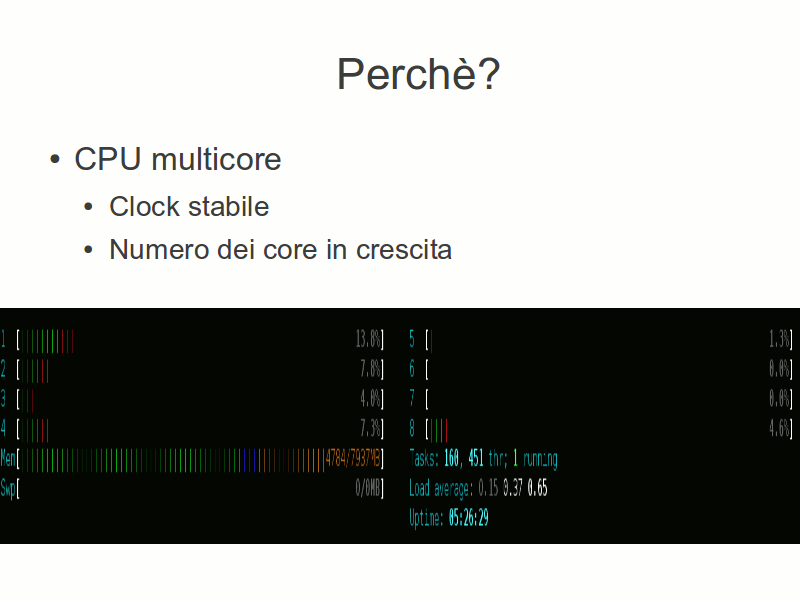 Perchè?
• CPU multicore
• Clock stabile
• Numero dei core in crescita
1 [ 13.8%]
2 [ 7.8%]
3 [ 4.0%]
4 [ 7.3%]
Mem[ 4784/7937MB]
Swp[ 0/0MB]
5 [ 1.3%]
6 [ 0.0%]
7 [ 0.0%]
8 [ 4.6%]
Tasks: 160, 451 thr; 1 running
Load average: 0.15 0.37 0.65
Uptime: 05:26:29